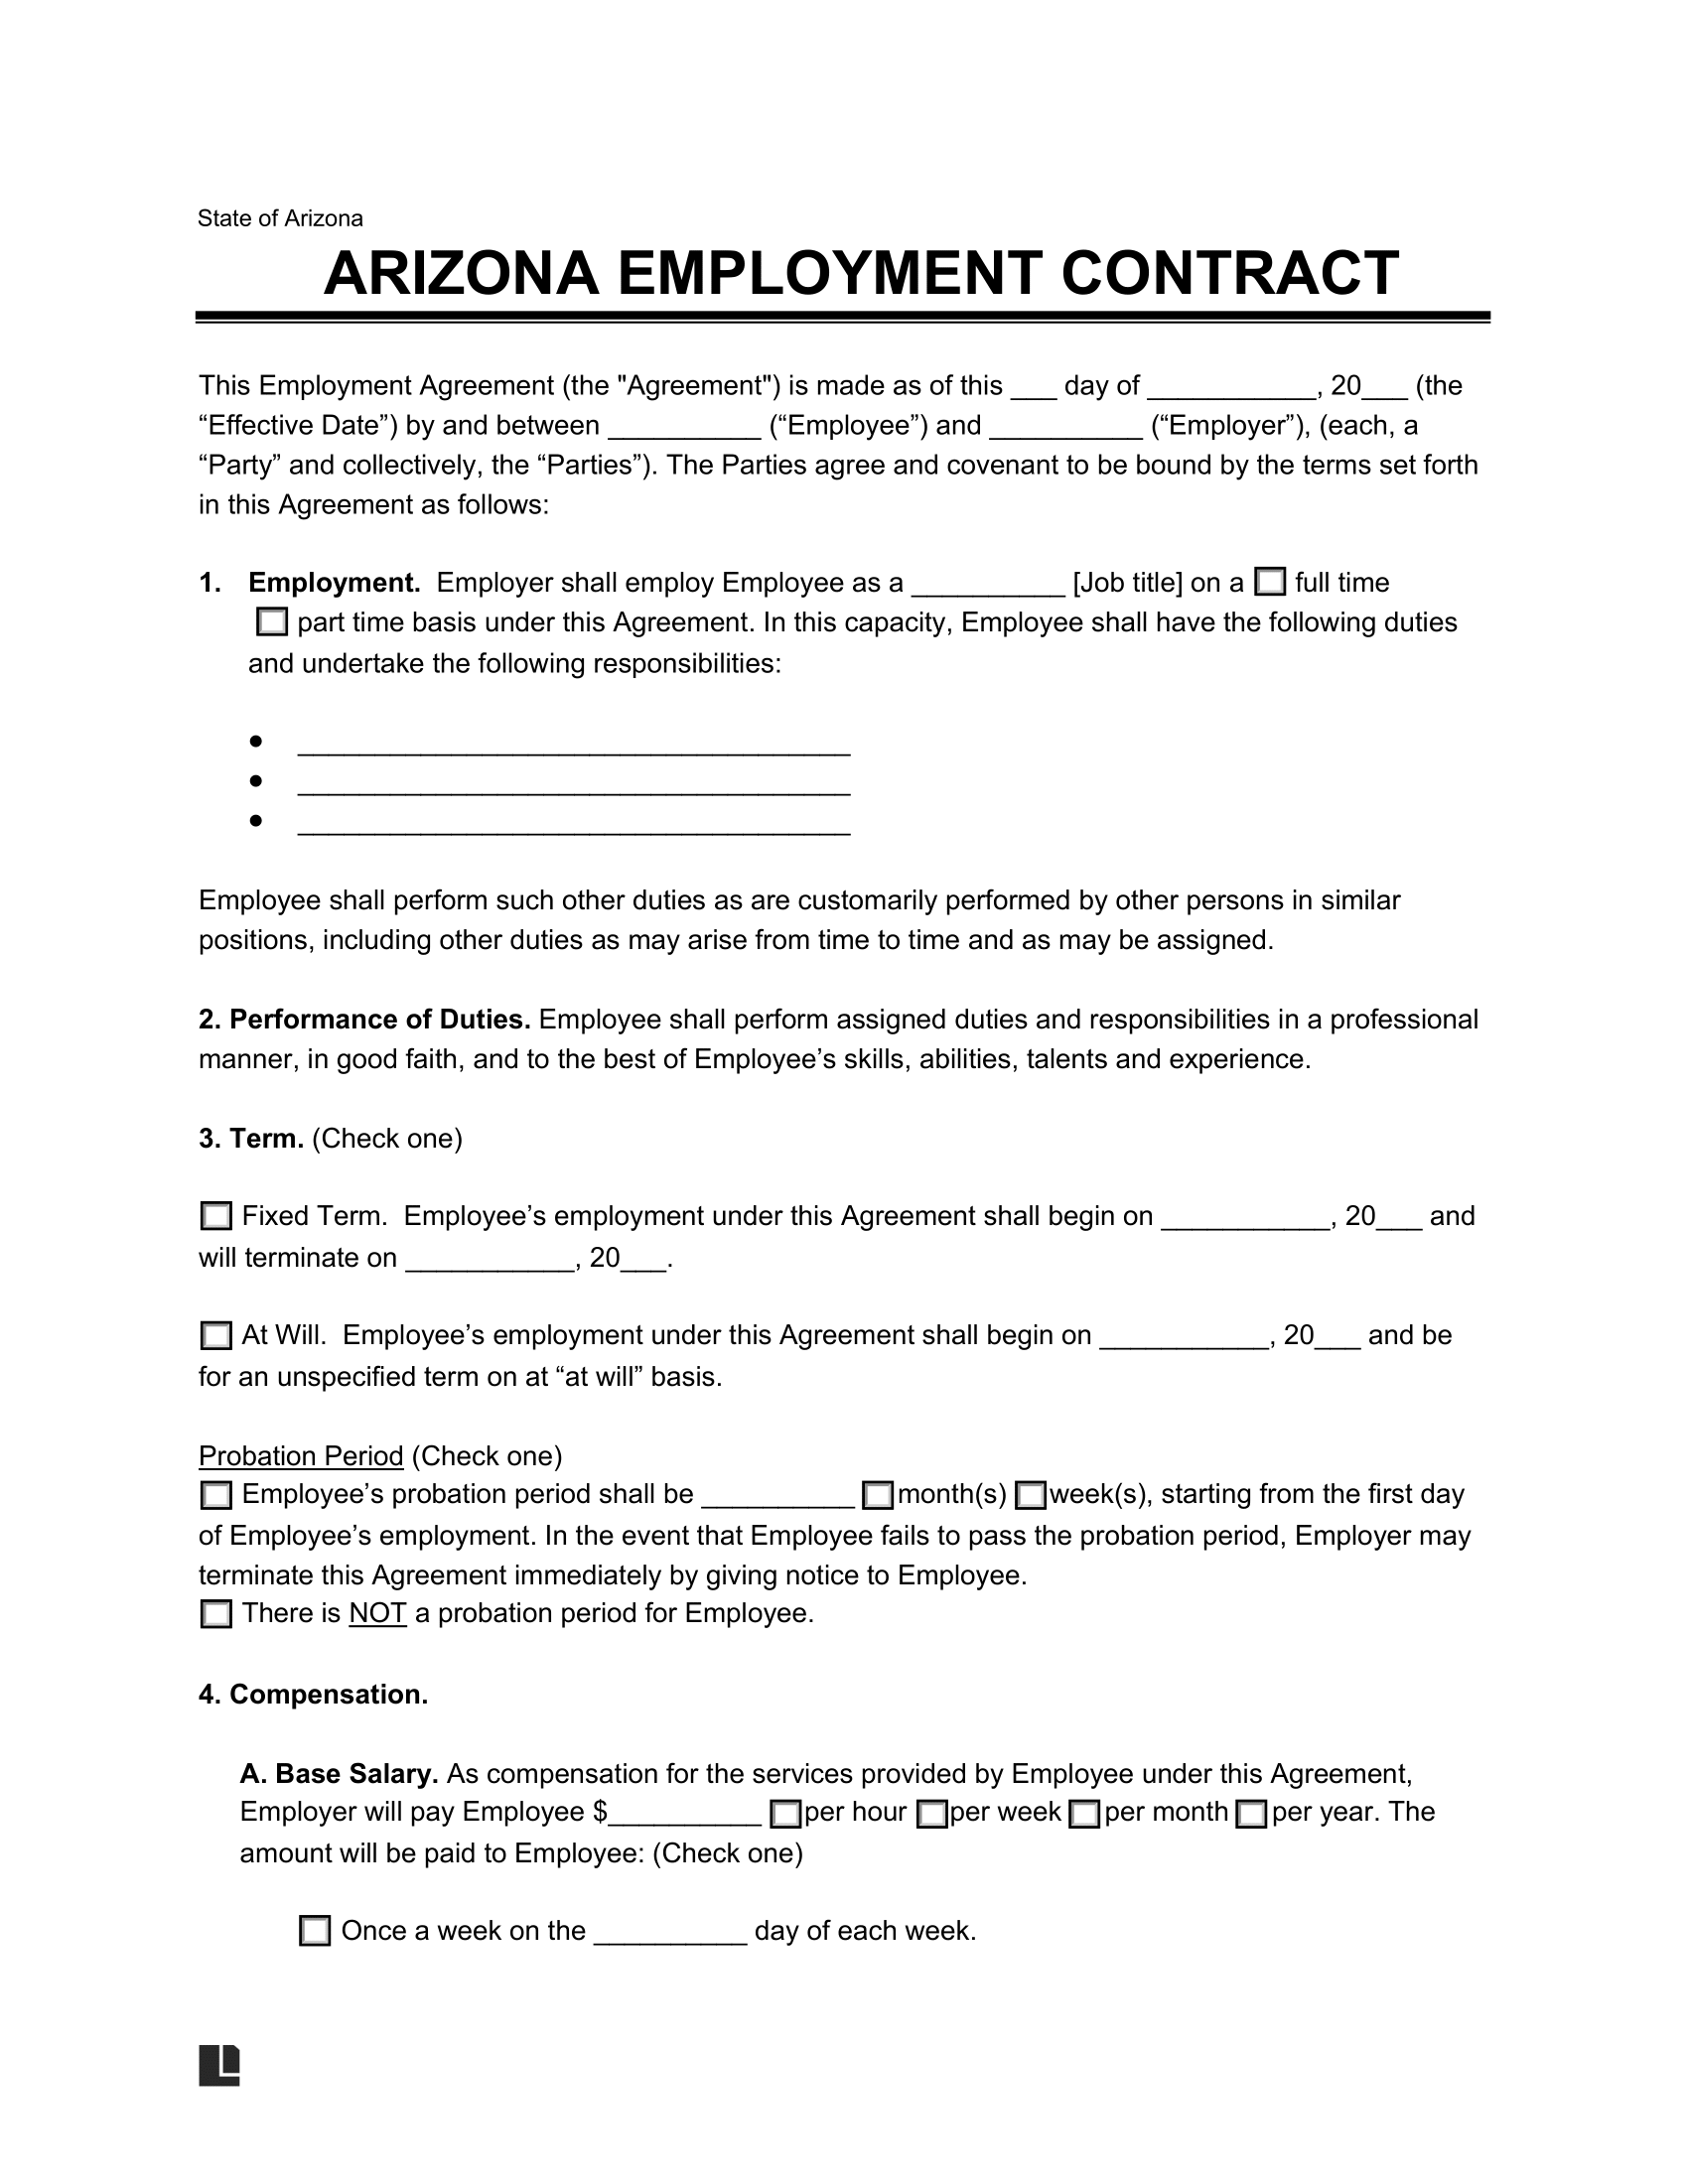 State of Arizona
ARIZONA EMPLOYMENT CONTRACT
This Employment Agreement (the "Agreement") is made as of this ___ day of ___________, 20___ (the
“Effective Date”) by and between __________ (“Employee”) and __________ (“Employer”), (each, a
“Party” and collectively, the “Parties”). The Parties agree and covenant to be bound by the terms set forth
in this Agreement as follows:
1. Employment. Employer shall employ Employee as a __________ [Job title] on a ☐ full time
☐ part time basis under this Agreement. In this capacity, Employee shall have the following duties
and undertake the following responsibilities:
● ____________________________________
● ____________________________________
● ____________________________________
Employee shall perform such other duties as are customarily performed by other persons in similar
positions, including other duties as may arise from time to time and as may be assigned.
2. Performance of Duties. Employee shall perform assigned duties and responsibilities in a professional
manner, in good faith, and to the best of Employee’s skills, abilities, talents and experience.
3. Term. (Check one)
☐ Fixed Term. Employee’s employment under this Agreement shall begin on ___________, 20___ and
will terminate on ___________, 20___.
☐ At Will. Employee’s employment under this Agreement shall begin on ___________, 20___ and be
for an unspecified term on at “at will” basis.
Probation Period (Check one)
☐ Employee’s probation period shall be __________ ☐ month(s) ☐ week(s), starting from the first day
of Employee’s employment. In the event that Employee fails to pass the probation period, Employer may
terminate this Agreement immediately by giving notice to Employee.
☐ There is NOT a probation period for Employee.
4. Compensation.
A. Base Salary. As compensation for the services provided by Employee under this Agreement,
Employer will pay Employee $__________ ☐ per hour ☐ per week ☐ per month ☐ per year. The
amount will be paid to Employee: (Check one)
☐ Once a week on the __________ day of each week.